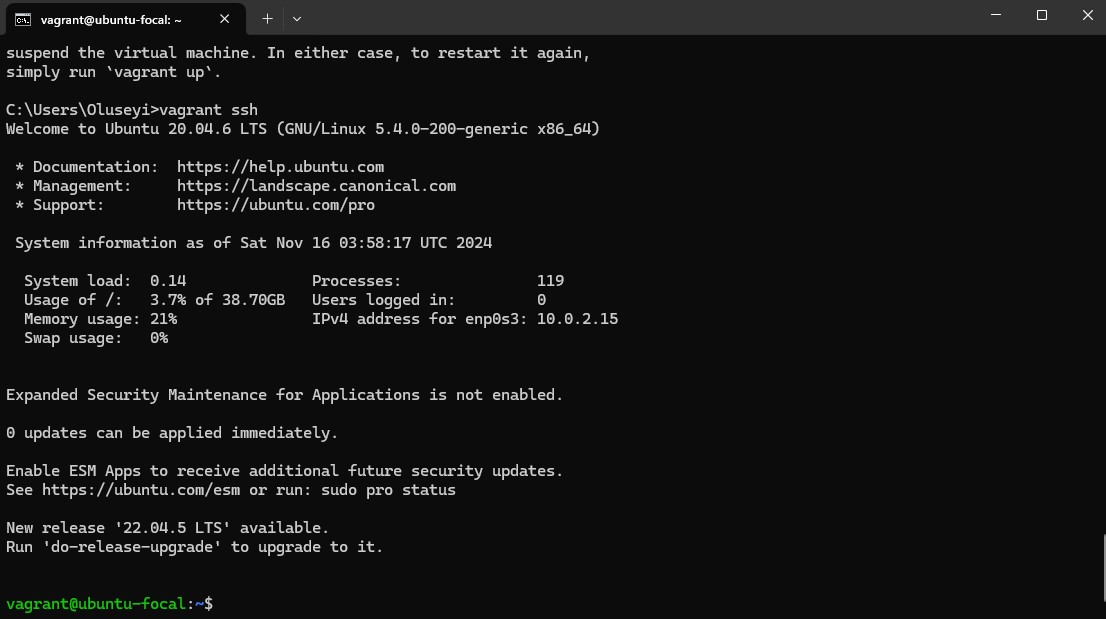 vagrant@ubuntu-focal: ~
suspend the virtual machine. In either case, to restart it again,
simply run `vagrant up`.
C:\Users\Oluseyi>vagrant ssh
Welcome to Ubuntu 20.04.6 LTS (GNU/Linux 5.4.0-200-generic x86_64)
* Documentation:  https://help.ubuntu.com
* Management:     https://landscape.canonical.com
* Support:        https://ubuntu.com/pro
System information as of Sat Nov 16 03:58:17 UTC 2024
System load:  0.14              Processes:               119
Usage of /:   3.7% of 38.70GB   Users logged in:         0
Memory usage: 21%               IPv4 address for enp0s3: 10.0.2.15
Swap usage:   0%
Expanded Security Maintenance for Applications is not enabled.
0 updates can be applied immediately.
Enable ESM Apps to receive additional future security updates.
See https://ubuntu.com/esm or run: sudo pro status
New release '22.04.5 LTS' available.
Run 'do-release-upgrade' to upgrade to it.
vagrant@ubuntu-focal:~$